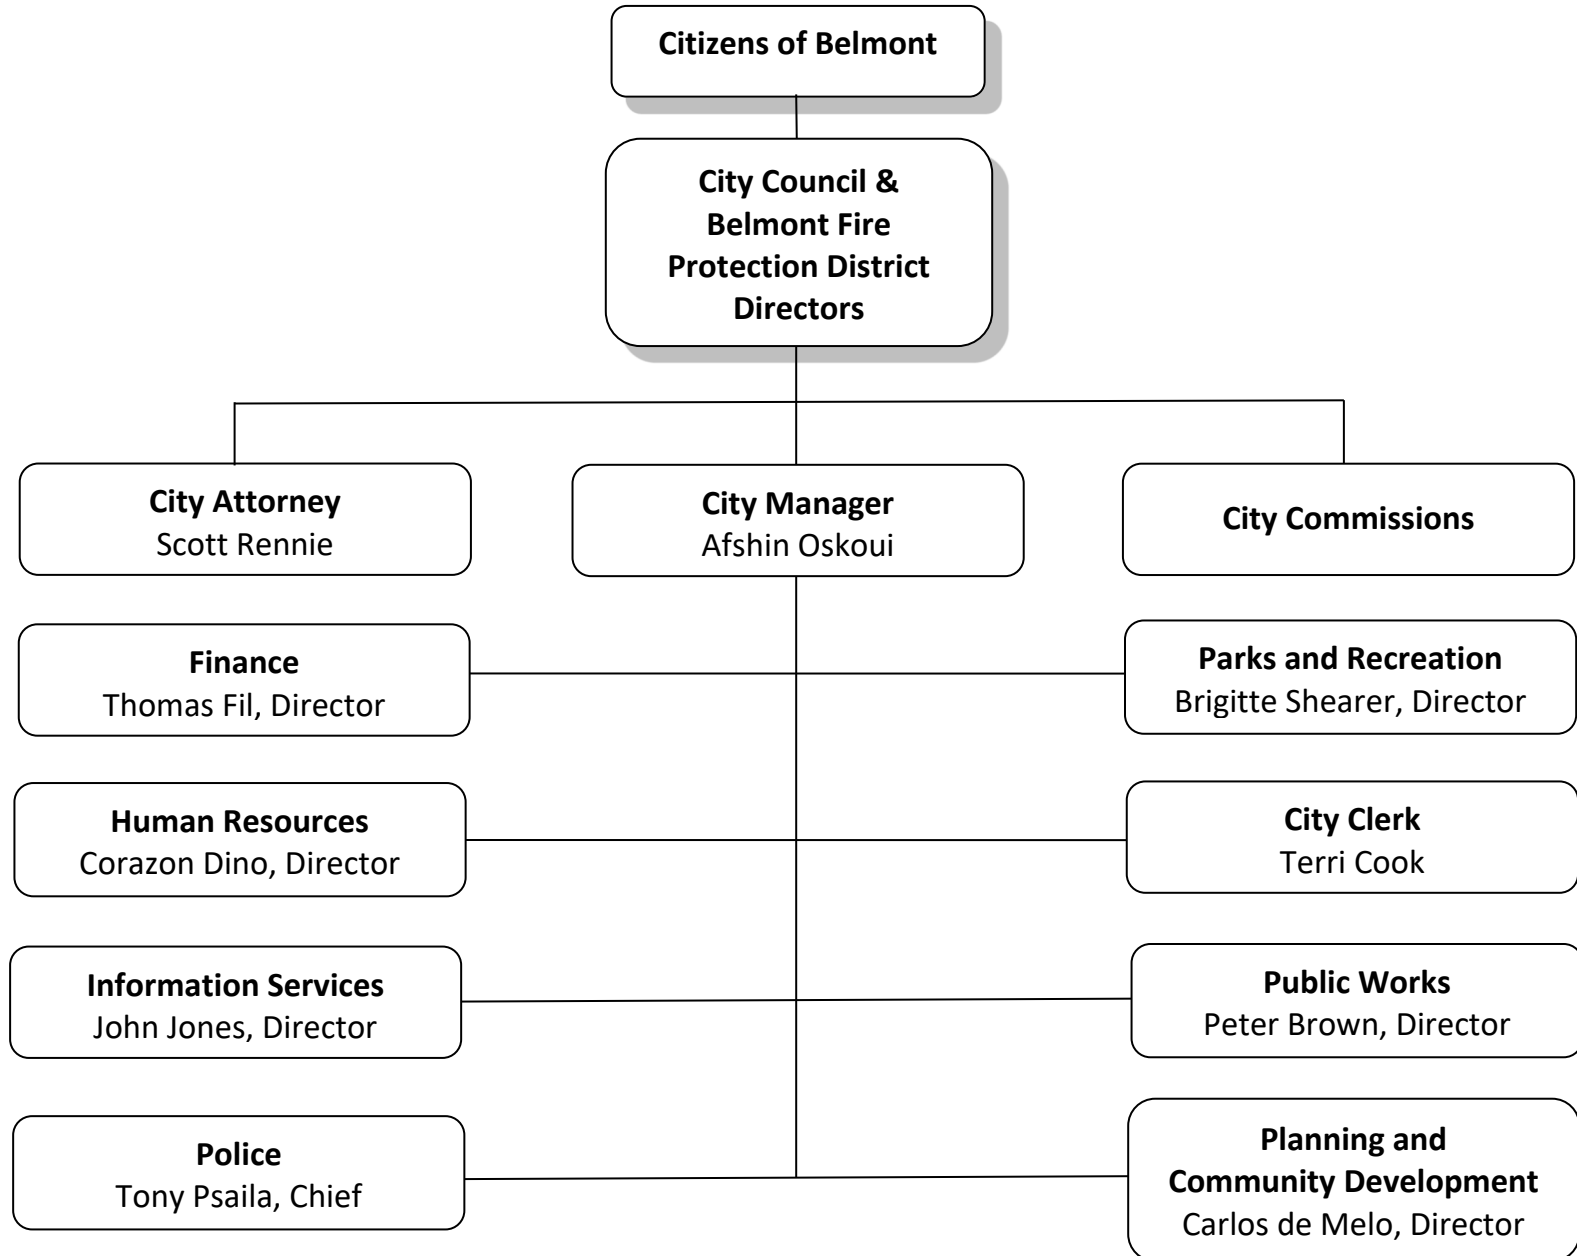 Citizens of Belmont
City Council &
Belmont Fire
Protection District
Directors
City Attorney
Scott Rennie
City Manager
Afshin Oskoui
City Commissions
Finance
Thomas Fil, Director
Parks and Recreation
Brigitte Shearer, Director
Human Resources
Corazon Dino, Director
City Clerk
Terri Cook
Information Services
John Jones, Director
Public Works
Peter Brown, Director
Police
Tony Psaila, Chief
Planning and
Community Development
Carlos de Melo, Director